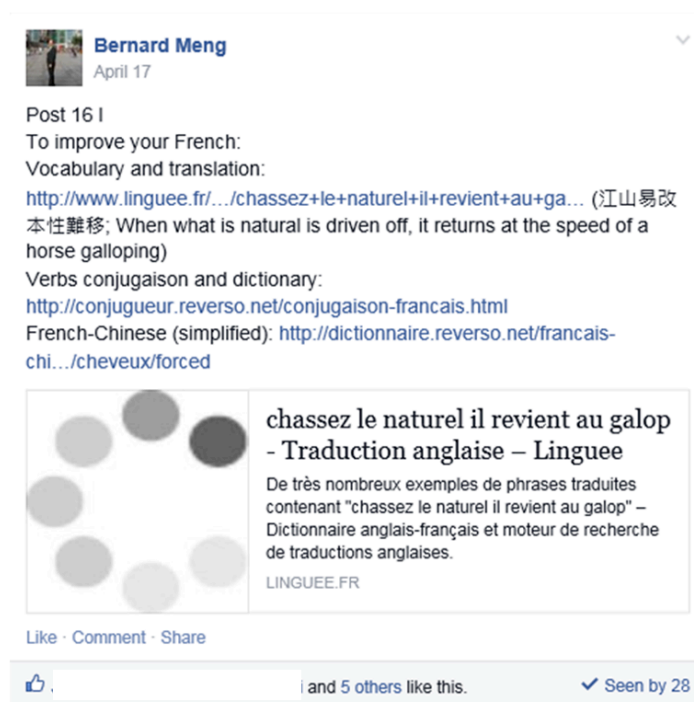 Bernard Meng
April 17
Post 16 I
To improve your French:
Vocabulary and translation:
http://www.linguee.fr/.../chassez+le+naturel+il+revient+au+ga... (江山易改
本性難移; When what is natural is driven off, it returns at the speed of a
horse galloping)
Verbs conjugaison and dictionary:
http://conjugueur.reverso.net/conjugaison-francais.html
French-Chinese (simplified): http://dictionnaire.reverso.net/francais-
chi.../cheveux/forced
chassez le naturel il revient au galop
- Traduction anglaise – Linguee
De très nombreux exemples de phrases traduites
contenant "chassez le naturel il revient au galop" –
Dictionnaire anglais-français et moteur de recherche
de traductions anglaises.
LINGUEE.FR
Like · Comment · Share
and 5 others like this.
Seen by 28